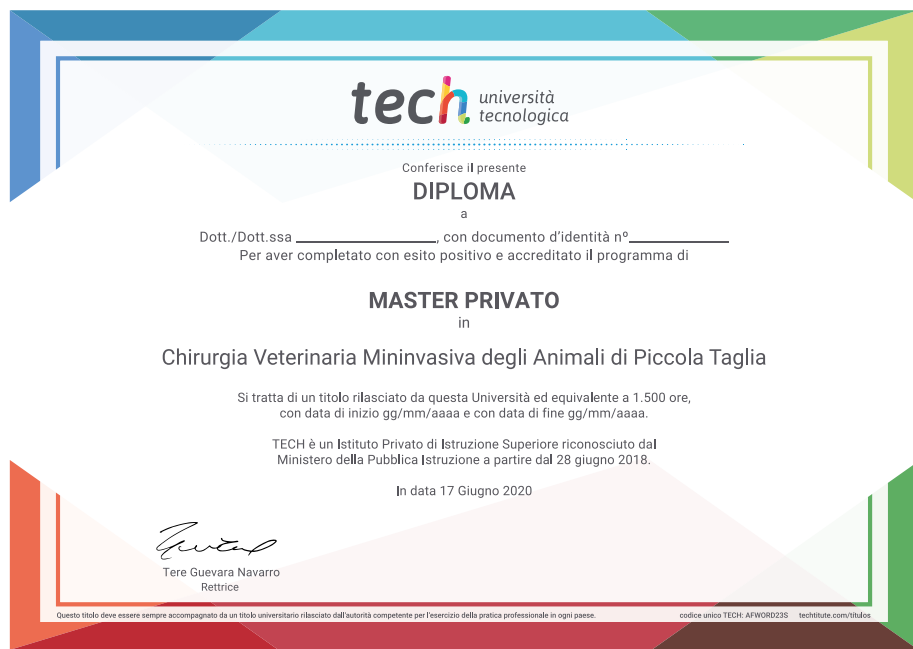 tech università
tecnologica
Conferisce il presente
DIPLOMA
a
Dott./Dott.ssa ________________, con documento d'identità nº___________
Per aver completato con esito positivo e accreditato il programma di
MASTER PRIVATO
in
Chirurgia Veterinaria Mininvasiva degli Animali di Piccola Taglia
Si tratta di un titolo rilasciato da questa Università ed equivalente a 1.500 ore,
con data di inizio gg/mm/aaaa e con data di fine gg/mm/aaaa.
TECH è un Istituto Privato di Istruzione Superiore riconosciuto dal
Ministero della Pubblica Istruzione a partire dal 28 giugno 2018.
In data 17 Giugno 2020
Tere Guevara Navarro
Rettrice
Questo titolo deve essere sempre accompagnato da un titolo universitario rilasciato dall'autorità competente per l'esercizio della pratica professionale in ogni paese. codice unico TECH: AFWORD23S techtitute.com/titulos